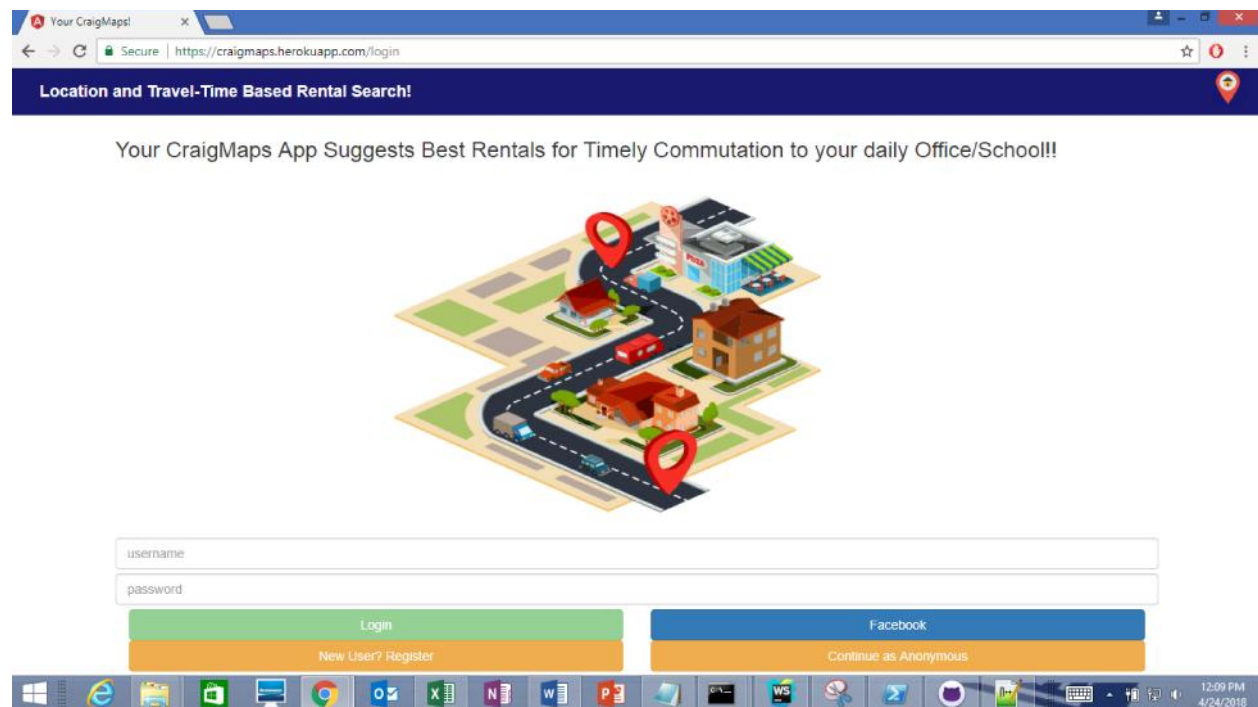 Your CraigMaps!
Secure | https://craigmaps.herokuapp.com/login
Location and Travel-Time Based Rental Search!
Your CraigMaps App Suggests Best Rentals for Timely Commutation to your daily Office/School!!
PIZZA
username
password
Login
Facebook
New User? Register
Continue as Anonymous
12:09 PM
4/24/2018